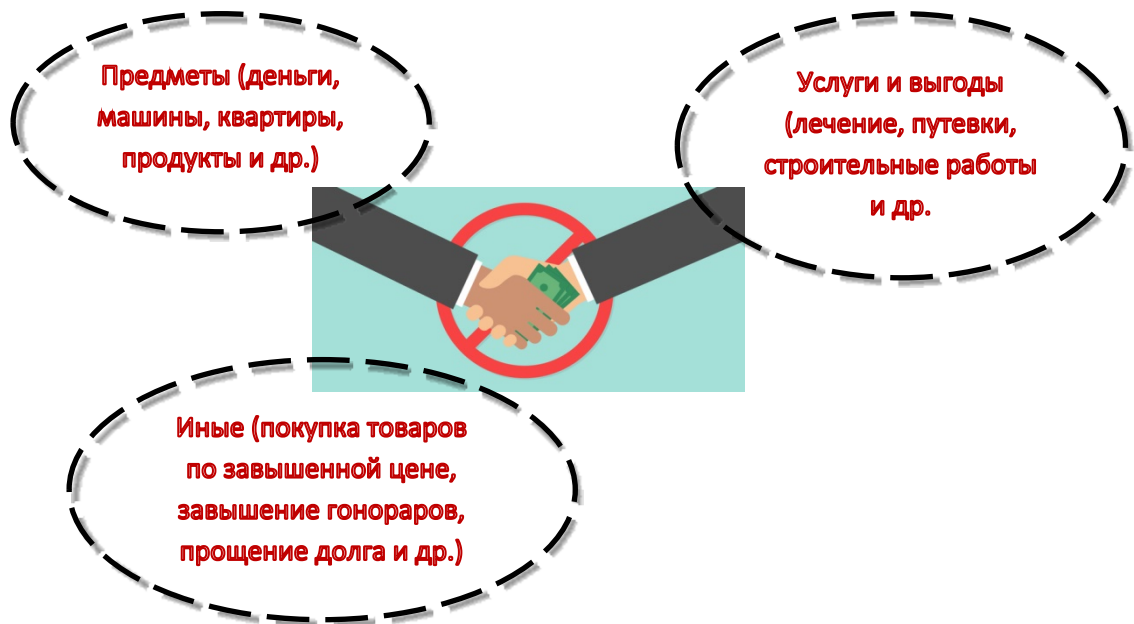 Предметы (деньги,
машины, квартиры,
продукты и др.)
Услуги и выгоды
(лечение, путевки,
строительные работы
и др.
Иные (покупка товаров
по завышенной цене,
завышение гонораров,
прощение долга и др.)